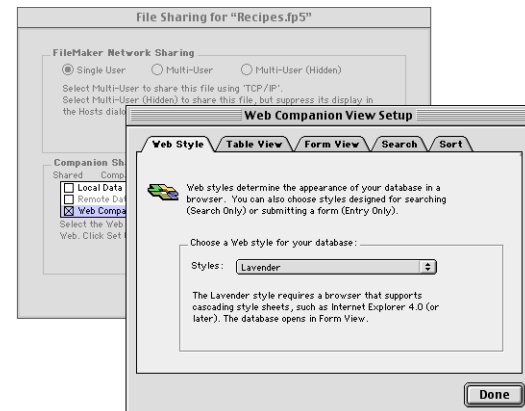 File Sharing for “Recipes.fp5”
FileMaker Network Sharing
Single User Multi-User Multi-User (Hidden)
Select Multi-User to share this file using 'TCP/IP'.
Select Multi-User (Hidden) to share this file, but suppress its display in
the Hosts
Companion
Shared
Local Data
Remote
Web
Select the Web
Web. Click Set
Web Companion View Setup
Web Style Table View Form View Search Sort
Web styles determine the appearance of your database in a
browser. You can also choose styles designed for searching
(Search Only) or submitting a form (Entry Only).
Choose a Web style for your database:
Styles: Lavender
The Lavender style requires a browser that supports
cascading style sheets, such as Internet Explorer 4.0 (or
later). The database opens in Form View.
Done